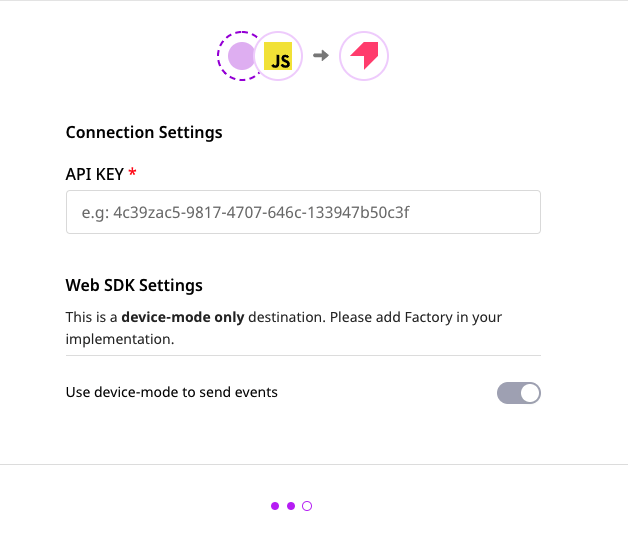 JS
Connection Settings
API KEY *
e.g: 4c39zac5-9817-4707-646c-133947b50c3f
Web SDK Settings
This is a device-mode only destination. Please add Factory in your
implementation.
Use device-mode to send events